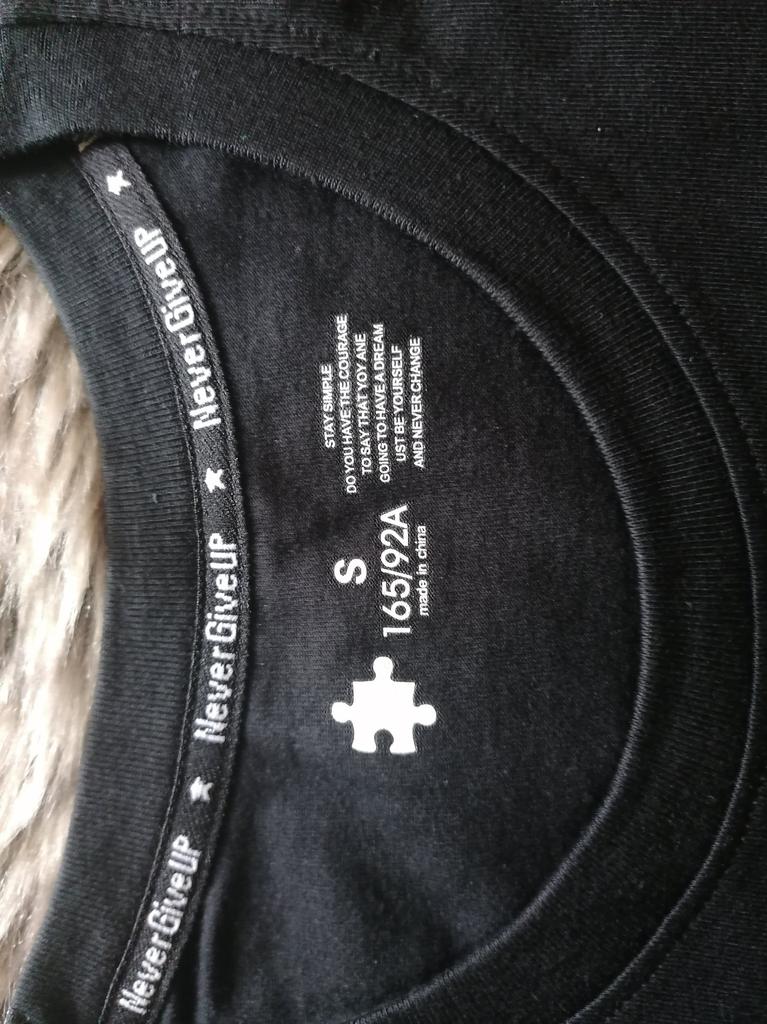 NeverGiveUP
NeverGiveUP
NeverGiveUP
S
165/92A
made in china
STAY SIMPLE
DO YOU HAVE THE COURAGE
TO SAY THAT YOY ANE
GOING TO HAVE A DREAM
UST BE YOURSELF
AND NEVER CHANGE